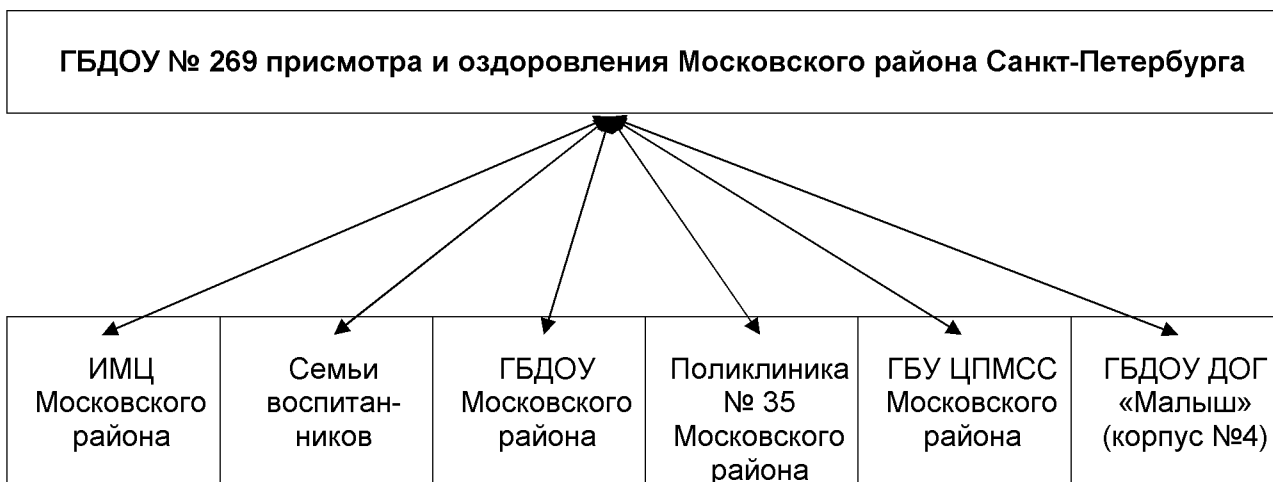 ГБДОУ № 269 присмотра и оздоровления Московского района Санкт-Петербурга
ИМЦ
Московского
района
Семьи
воспитан-
ников
ГБДОУ
Московского
района
Поликлиника
№ 35
Московского
района
ГБУ ЦПМСС
Московского
района
ГБДОУ ДОГ
«Малыш»
(корпус №4)